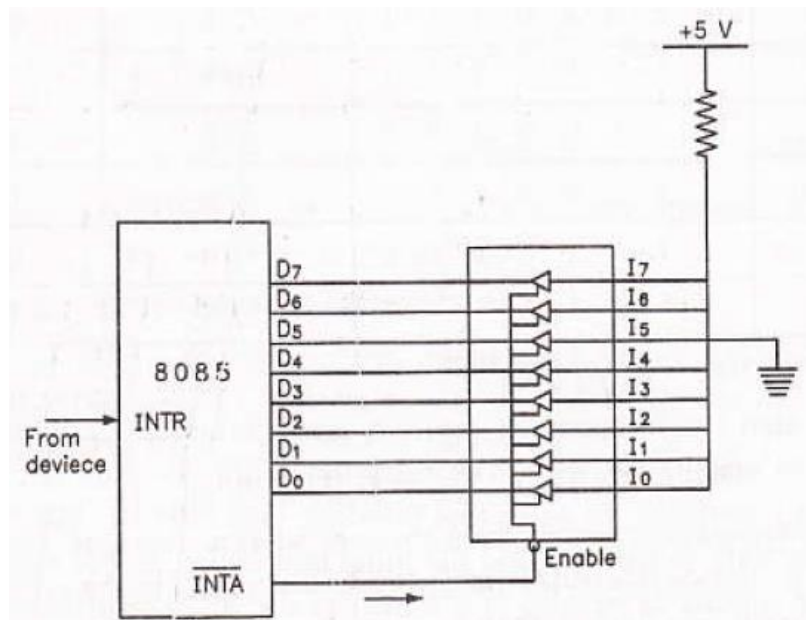 +5 V
D7 I7
D6 I6
D5 I5
D4 I4
8085
D3 I3
INTR
D2 I2
From
deviece
D1 I1
D0 I0
Enable
INTA